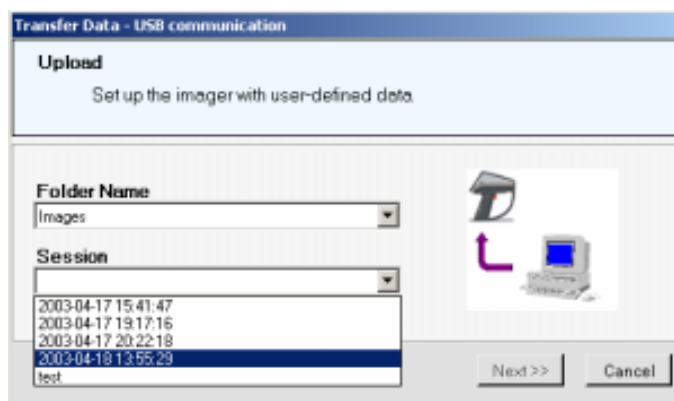 Transfer Data - USB communication
Upload
Set up the imager with user-defined data.
Folder Name
Images
Session
2003-04-17 15:41:47
2003-04-17 19:17:16
2003-04-17 20:22:18
2003-04-18 13:55:29
test
Next >> Cancel